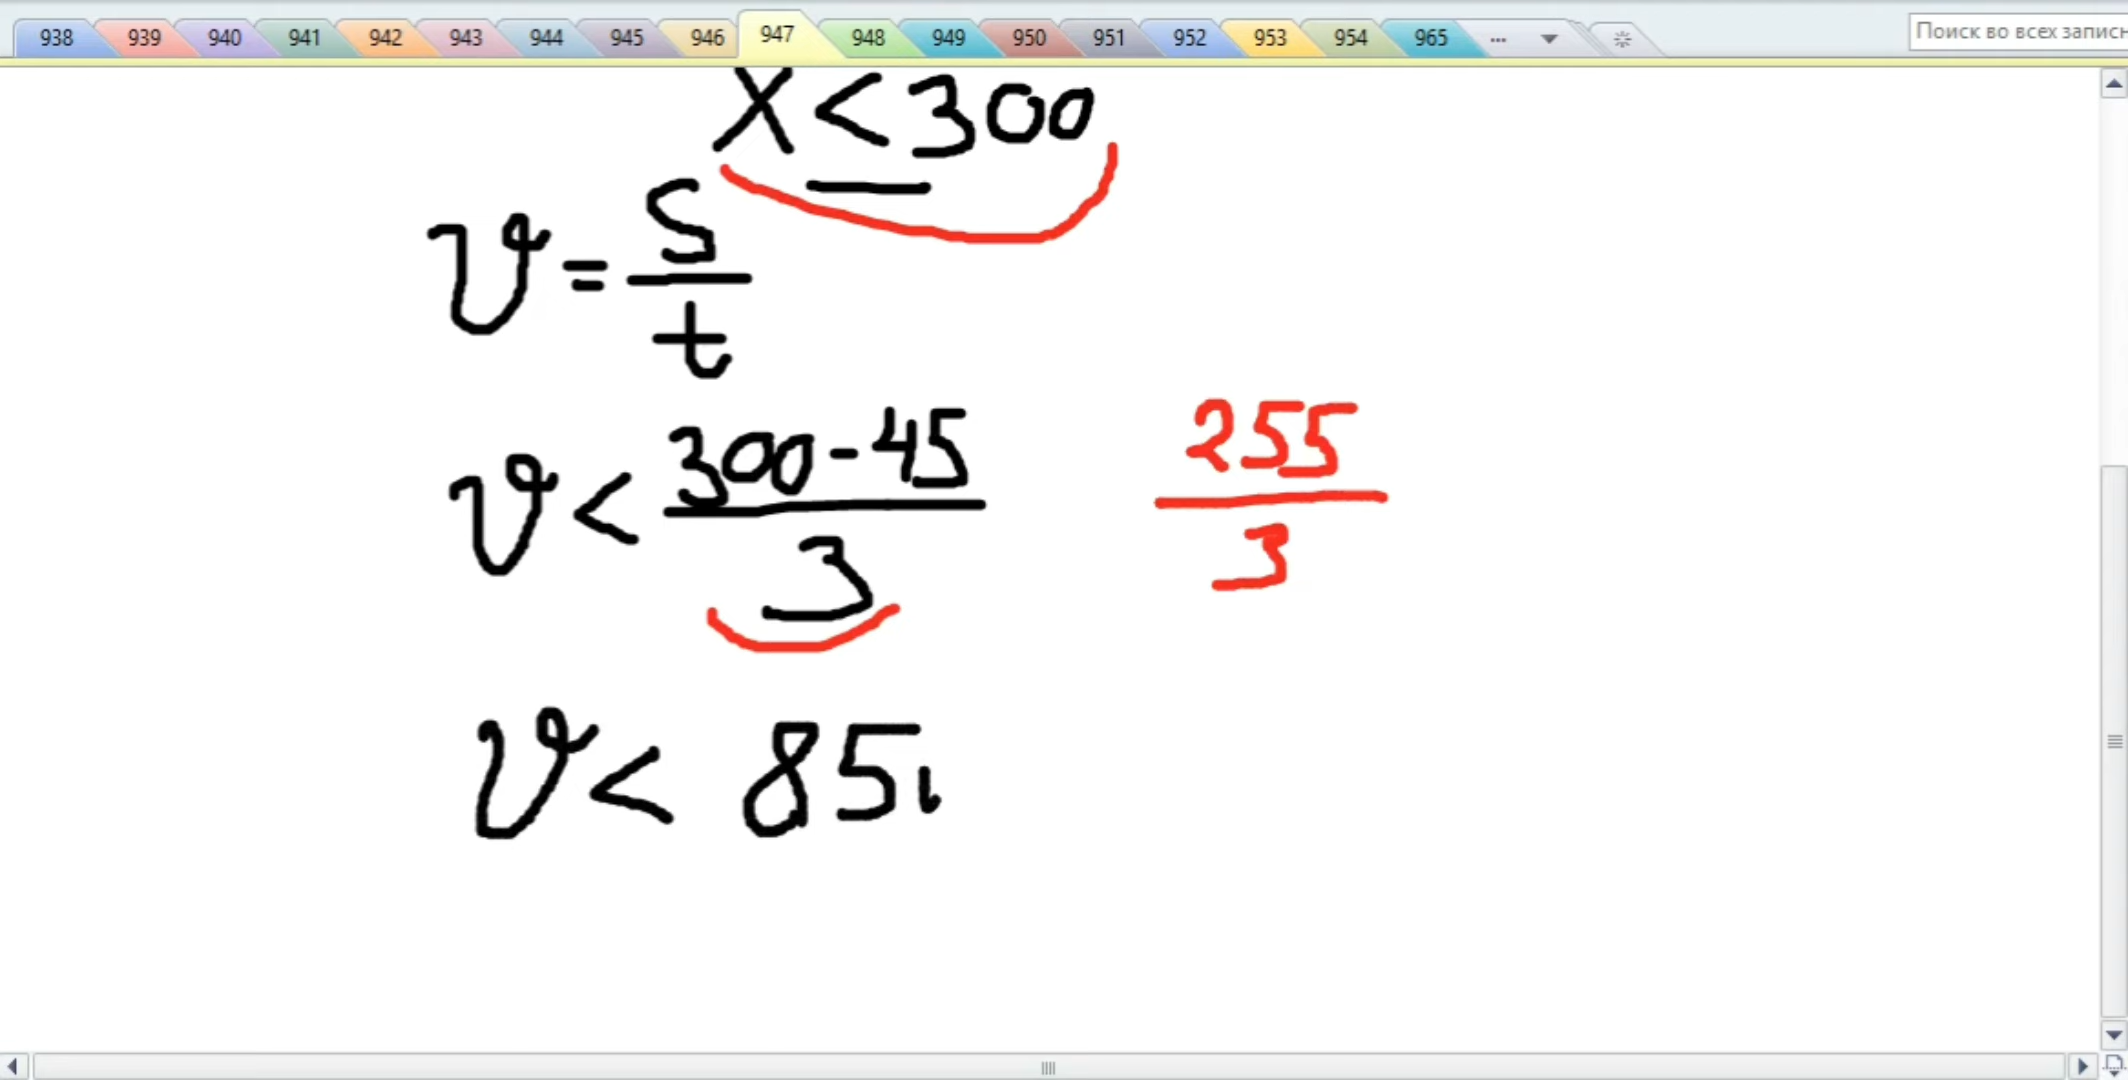 938 939 940 941 942 943 944 945 946 947 948 949 950 951 952 953 954 965 ...
Поиск во всех
X < 300
v = S/t
v < (300 - 45)/3
255/3
v < 85